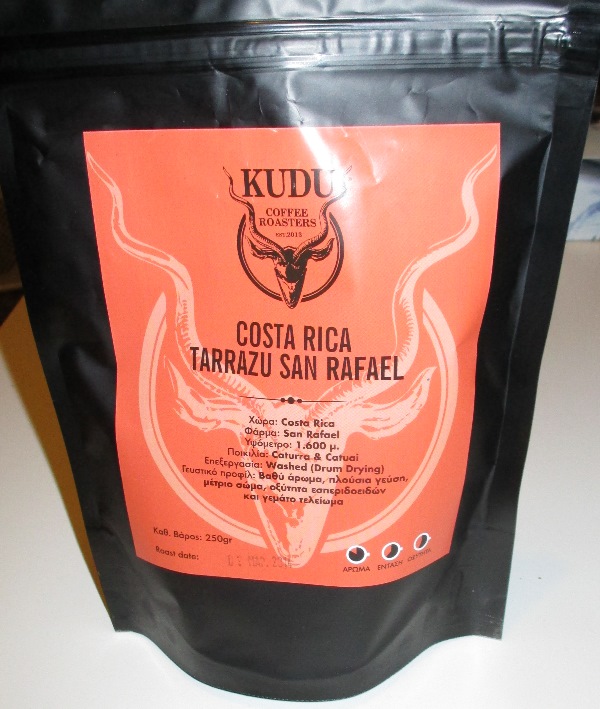 KUDU
COFFEE
ROASTERS
EST.2013
COSTA RICA
TARRAZU SAN RAFAEL
Χώρα: Costa Rica
Φάρμα: San Rafael
Υψόμετρο: 1.600 μ.
Ποικιλία: Caturra & Catuai
Επεξεργασία: Washed (Drum Drying)
Γευστικό προφίλ: Βαθύ άρωμα, πλούσια γεύση,
μέτριο σώμα, οξύτητα εσπεριδοειδών
και γεμάτο τελείωμα
Καθ. Βάρος: 250gr
Roast date:
ΑΡΩΜΑ ΕΝΤΑΣΗ ΟΞΥΤΗΤΑ